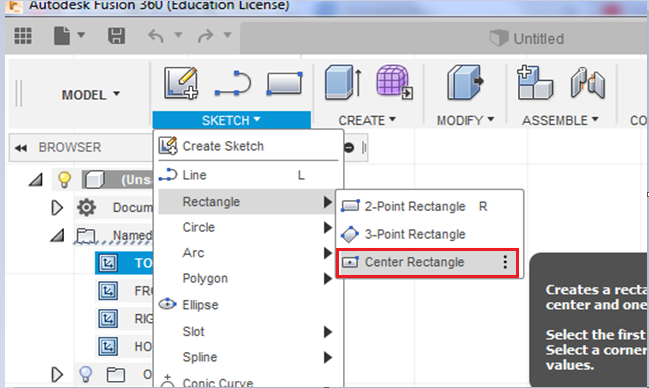 Autodesk Fusion 360 (Education License)
Untitled
MODEL
SKETCH
CREATE
MODIFY
ASSEMBLE
CO
BROWSER
Create Sketch
(Uns
Line L
Docum
Rectangle
2-Point Rectangle R
Named
Circle
3-Point Rectangle
TO
Arc
Center Rectangle
FRO
Polygon
Creates a recta
center and one
RIG
Ellipse
HO
Slot
Select the first
Select a corner
values.
O
Spline
Conic Curve